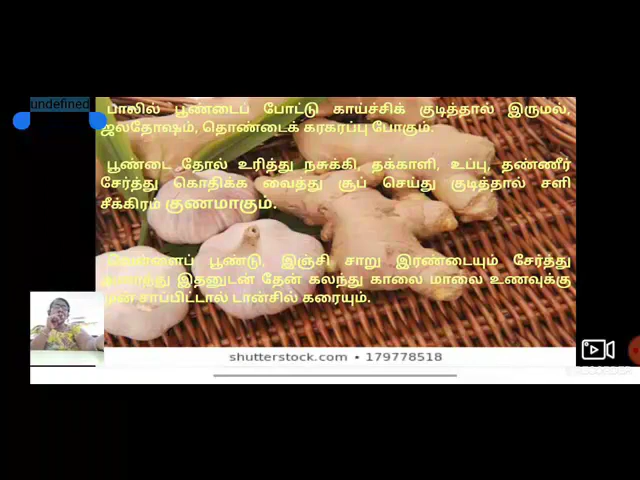 undefined
பாலில் பூண்டைப் போட்டு காய்ச்சிக் குடித்தால் இருமல்,
ஜலதோஷம், தொண்டைக் கரகரப்பு போகும்.
பூண்டை தோல் உரித்து நசுக்கி, தக்காளி, உப்பு, தண்ணீர்
சேர்த்து கொதிக்க வைத்து சூப் செய்து குடித்தால் சளி
சீக்கிரம் குணமாகும்.
பூண்டு, இஞ்சி சாறு இரண்டையும் சேர்த்து
இதனுடன் தேன் கலந்து காலை மாலை உணவுக்கு
சாப்பிட்டால் டான்சில் கரையும்.
shutterstock.com • 179778518
RECORDER